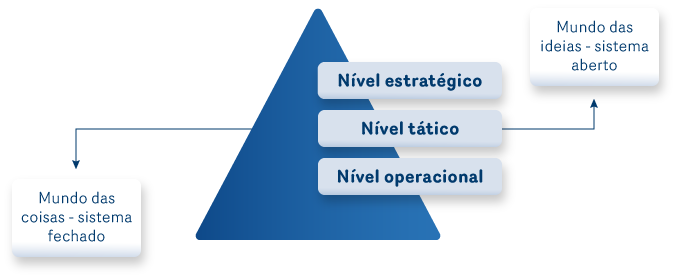 Mundo das
ideias - sistema
aberto
Nível estratégico
Nível tático
Nível operacional
Mundo das
coisas - sistema
fechado